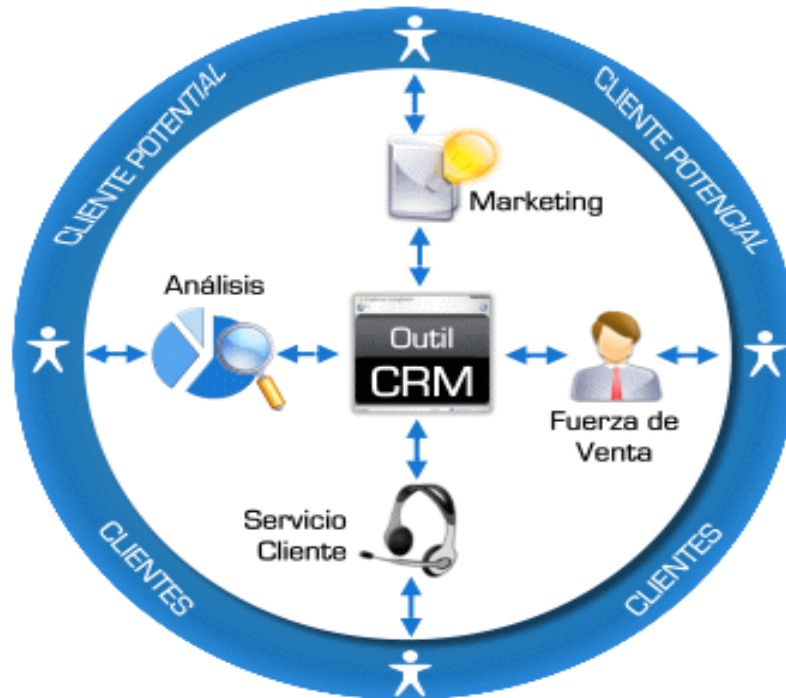 CLIENTE POTENTIAL
CLIENTE POTENCIAL
Marketing
Análisis
Outil
CRM
Fuerza de
Venta
Servicio
Cliente
CLIENTES
CLIENTES